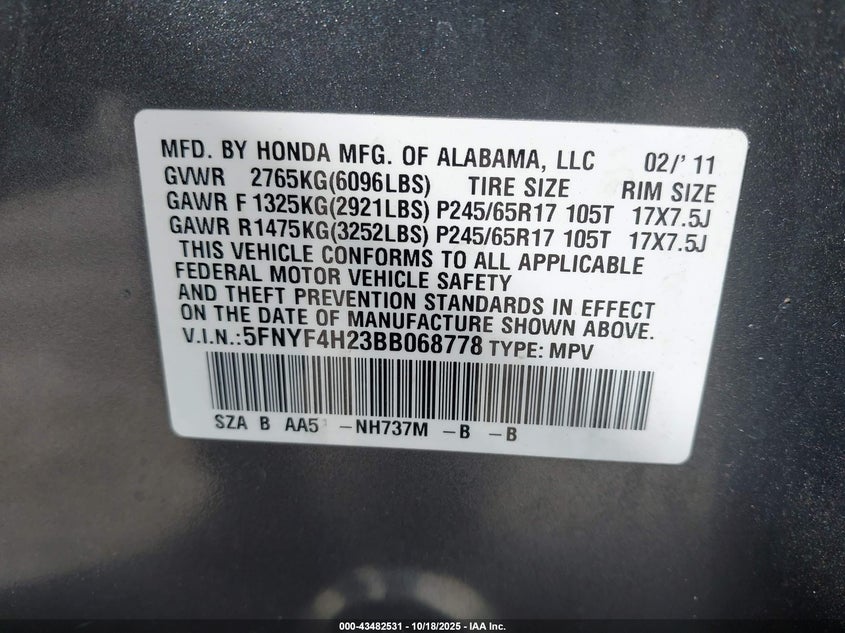 MFD. BY HONDA MFG. OF ALABAMA, LLC 02/'11
GVWR 2765KG(6096LBS) TIRE SIZE RIM SIZE
GAWR F 1325KG(2921LBS) P245/65R17 105T 17X7.5J
GAWR R1475KG(3252LBS) P245/65R17 105T 17X7.5J
THIS VEHICLE CONFORMS TO ALL APPLICABLE
FEDERAL MOTOR VEHICLE SAFETY
AND THEFT PREVENTION STANDARDS IN EFFECT
ON THE DATE OF MANUFACTURE SHOWN ABOVE.
V.I.N.:5FNYF4H23BB068778 TYPE: MPV
SZA B AA5 -NH737M -B -B
000-43482531 - 10/18/2025 - IAA Inc.